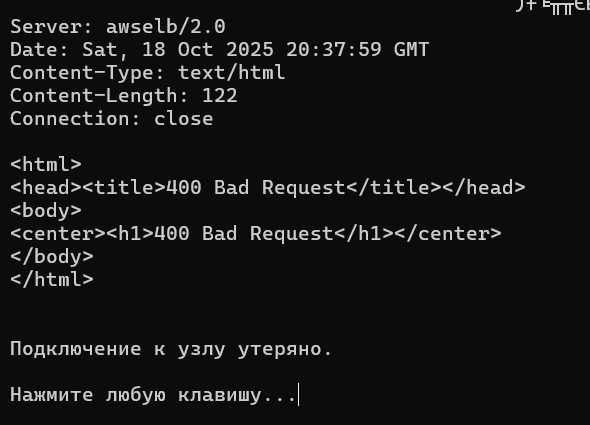 Server: awselb/2.0
Date: Sat, 18 Oct 2025 20:37:59 GMT
Content-Type: text/html
Content-Length: 122
Connection: close
<html>
<head><title>400 Bad Request</title></head>
<body>
<center><h1>400 Bad Request</h1></center>
</body>
</html>
Подключение к узлу утеряно.
Нажмите любую клавишу...